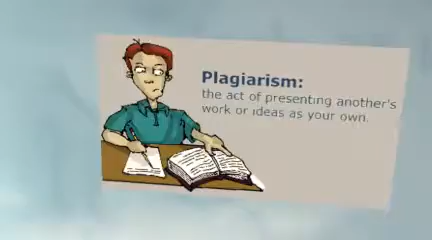 Plagiarism:
the act of presenting another's
work or ideas as your own.